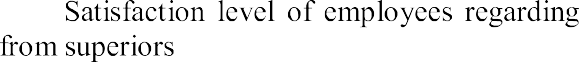 Satisfaction level of employees regarding
from superiors